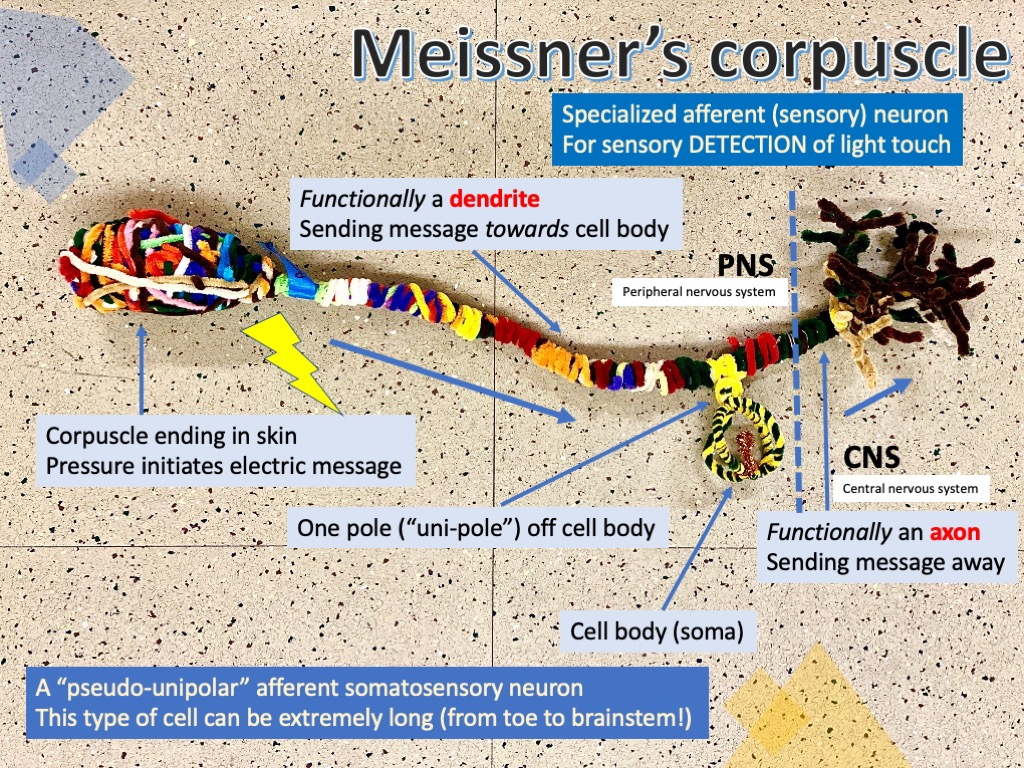 Meissner’s corpuscle
Specialized afferent (sensory) neuron
For sensory DETECTION of light touch
Functionally a dendrite
Sending message towards cell body
PNS
Peripheral nervous system
Corpuscle ending in skin
Pressure initiates electric message
CNS
Central nervous system
One pole (“uni-pole”) off cell body
Functionally an axon
Sending message away
Cell body (soma)
A “pseudo-unipolar” afferent somatosensory neuron
This type of cell can be extremely long (from toe to brainstem!)